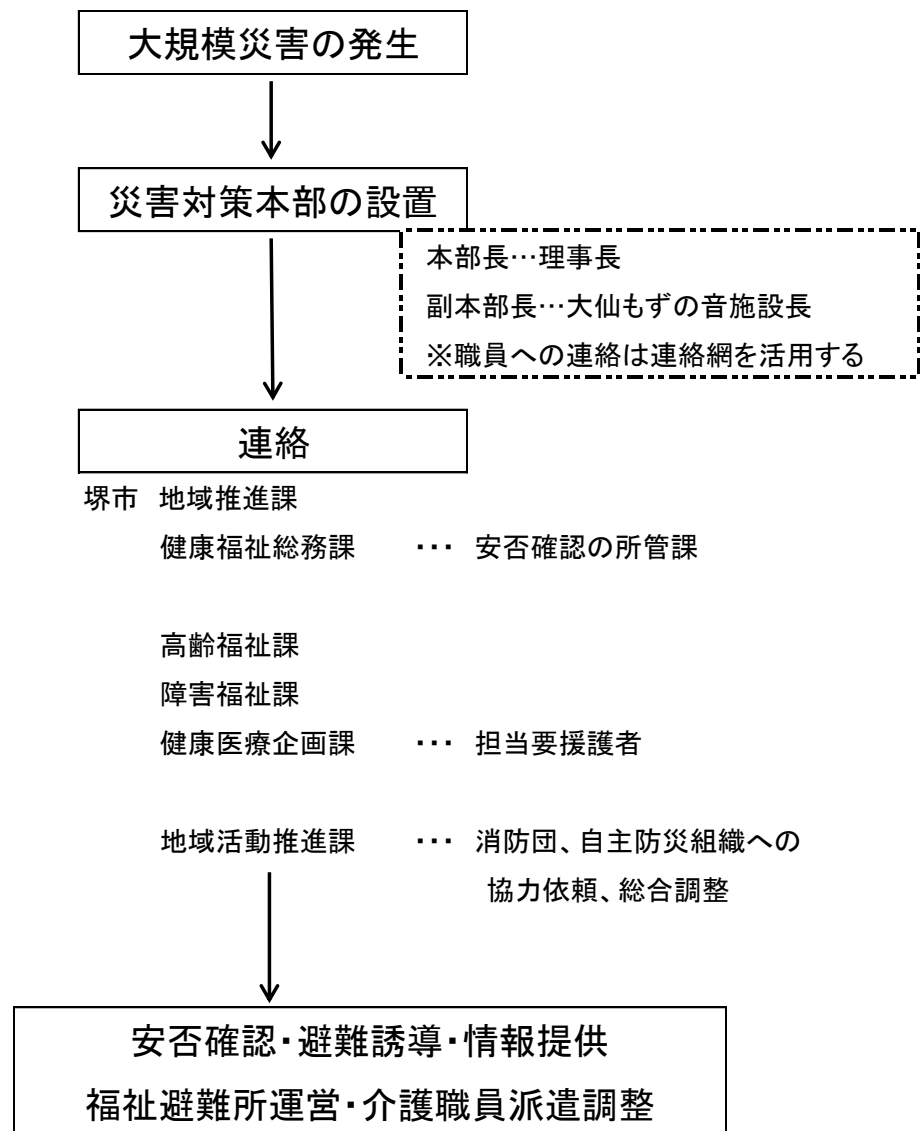 大規模災害の発生
災害対策本部の設置
本部長…理事長
副本部長…大仙もずの音施設長
※職員への連絡は連絡網を活用する
連絡
堺市 地域推進課
健康福祉総務課 ・・・ 安否確認の所管課
高齢福祉課
障害福祉課
健康医療企画課 ・・・ 担当要援護者
地域活動推進課 ・・・ 消防団、自主防災組織への
協力依頼、総合調整
安否確認・避難誘導・情報提供
福祉避難所運営・介護職員派遣調整